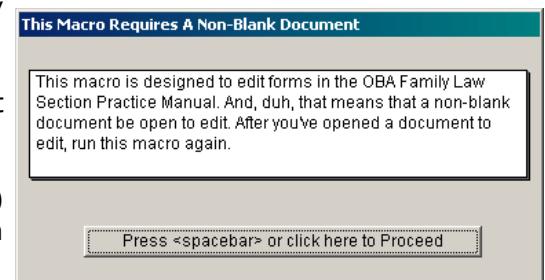 This Macro Requires A Non-Blank Document
This macro is designed to edit forms in the OBA Family Law
Section Practice Manual. And, duh, that means that a non-blank
document be open to edit. After you've opened a document to
edit, run this macro again.
Press <spacebar> or click here to Proceed